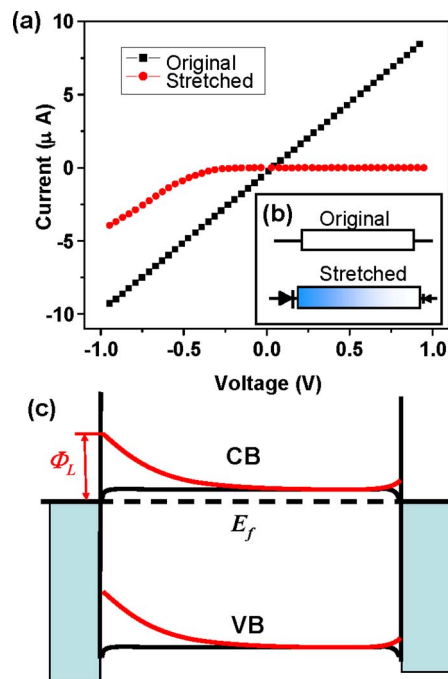 (a)
10
5
0
-5
-10
Current (μ A)
Original
Stretched
(b)
Original
Stretched
-1.0 -0.5 0.0 0.5 1.0
Voltage (V)
(c)
Φ_L
CB
E_f
VB